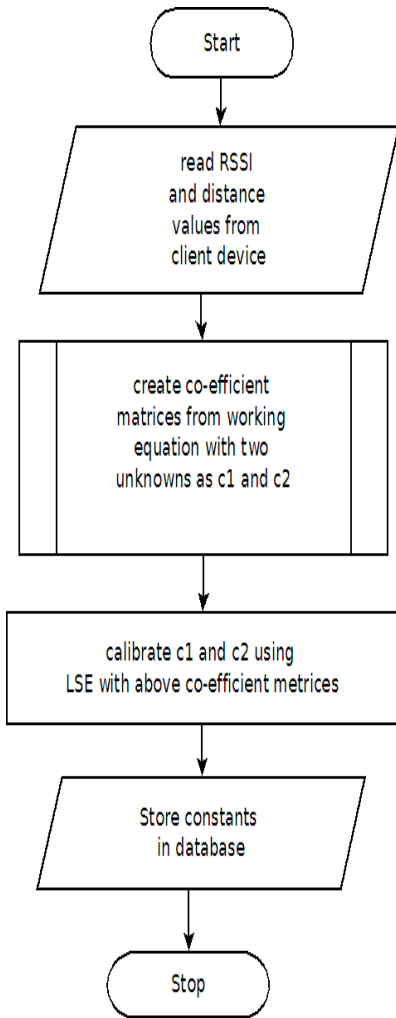 Start
read RSSI
and distance
values from
client device
create co-efficient
matrices from working
equation with two
unknowns as c1 and c2
calibrate c1 and c2 using
LSE with above co-efficient metrices
Store constants
in database
Stop